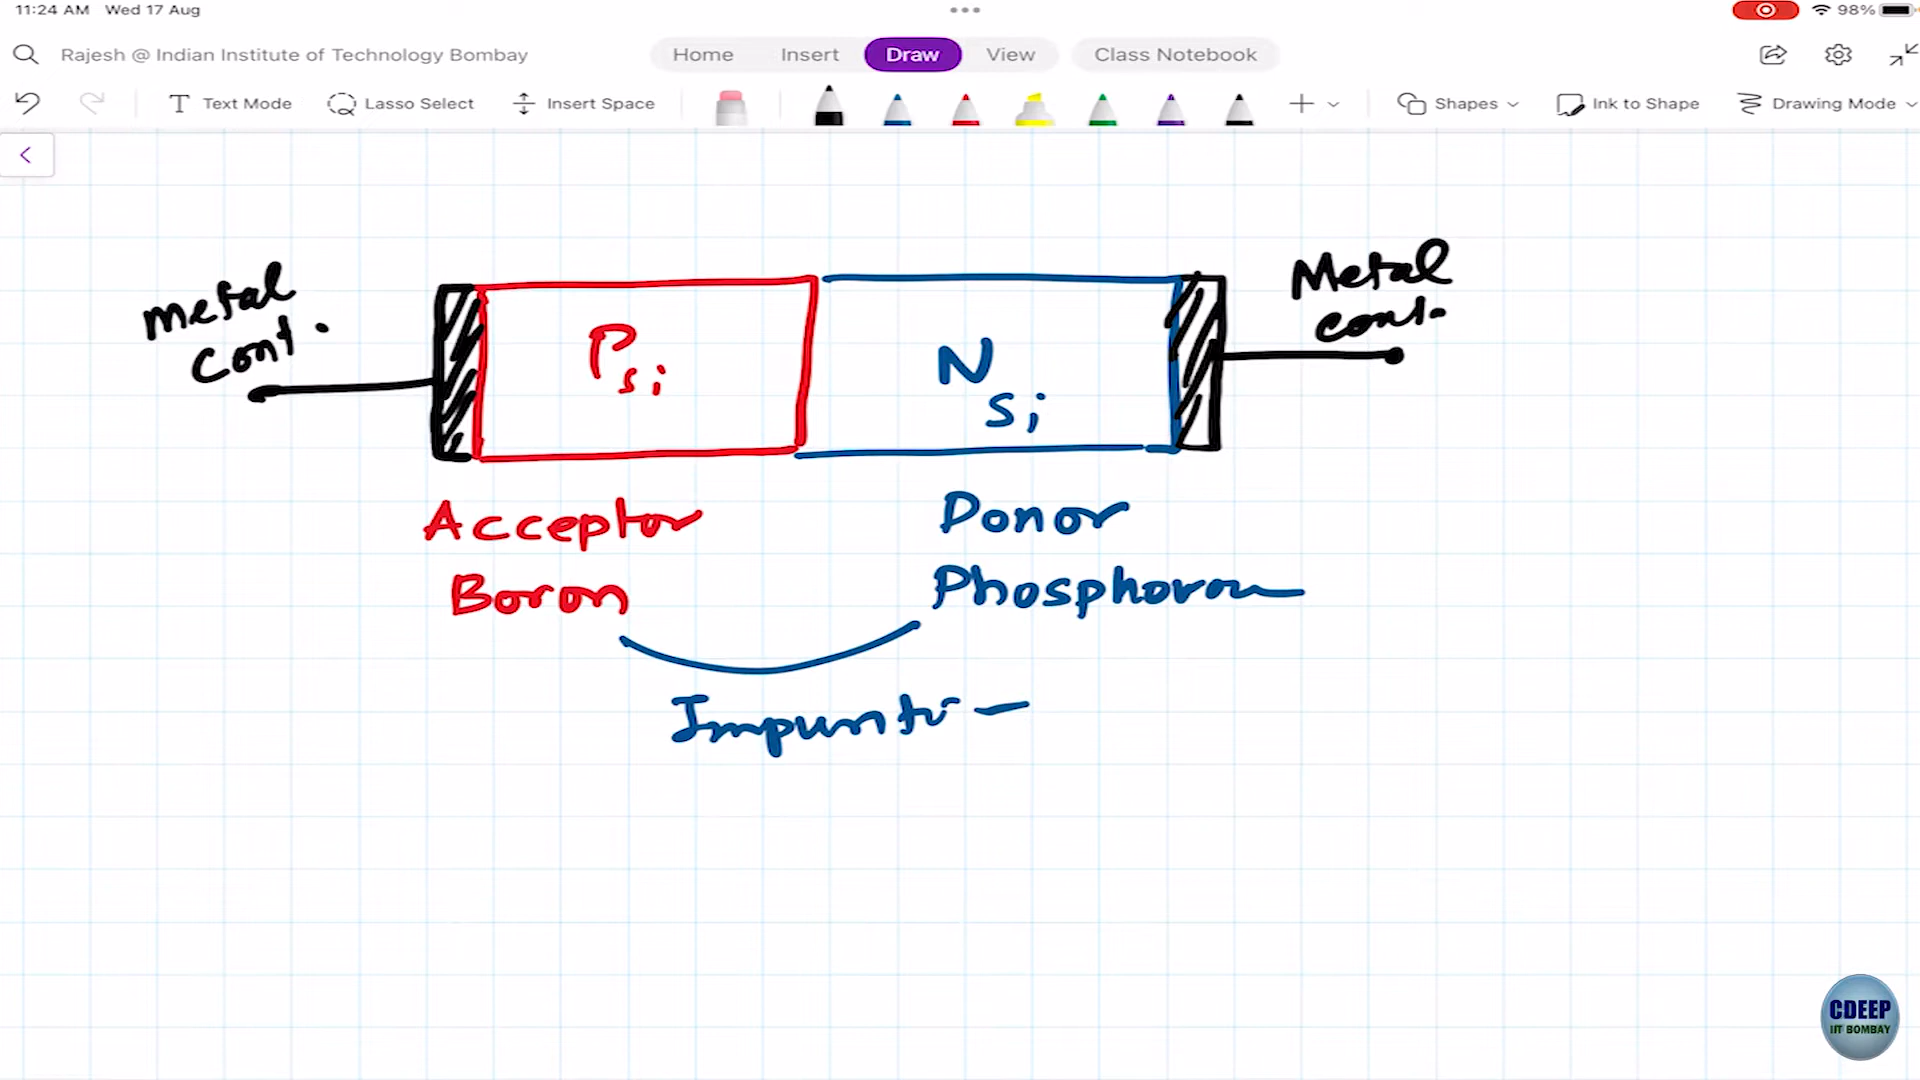 11:24 AM Wed 17 Aug
98%
Rajesh @ Indian Institute of Technology Bombay
Home Insert Draw View Class Notebook
Text Mode Lasso Select Insert Space Shapes Ink to Shape Drawing Mode
Metal
Cont.
Metal
cont.
P Si
N Si
Acceptor
Donor
Boron
CDEEP
IIT BOMBAY